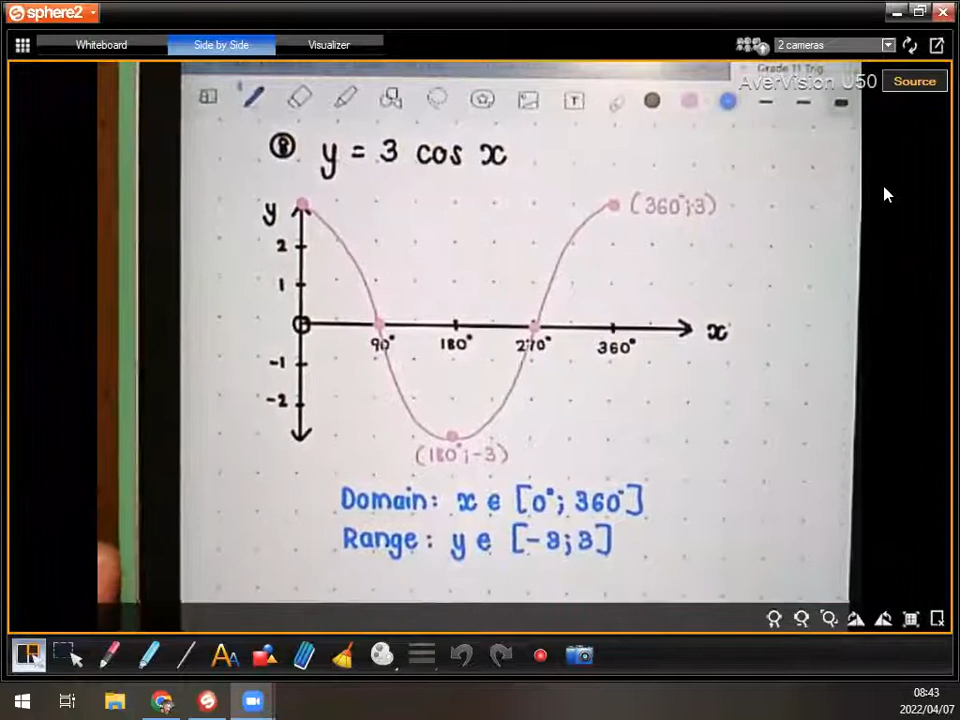 sphere2
Whiteboard Side by Side Visualizer 2 cameras
Grade 11 Trig
AverVision U50 Source
y = 3 cos x
y (360°;3)
2
1
x
90° 180° 270° 360°
-1
-2
(180°;-3)
Domain: x ∈ [0°; 360°]
Range: y ∈ [-3;3]
08:43
2022/04/07